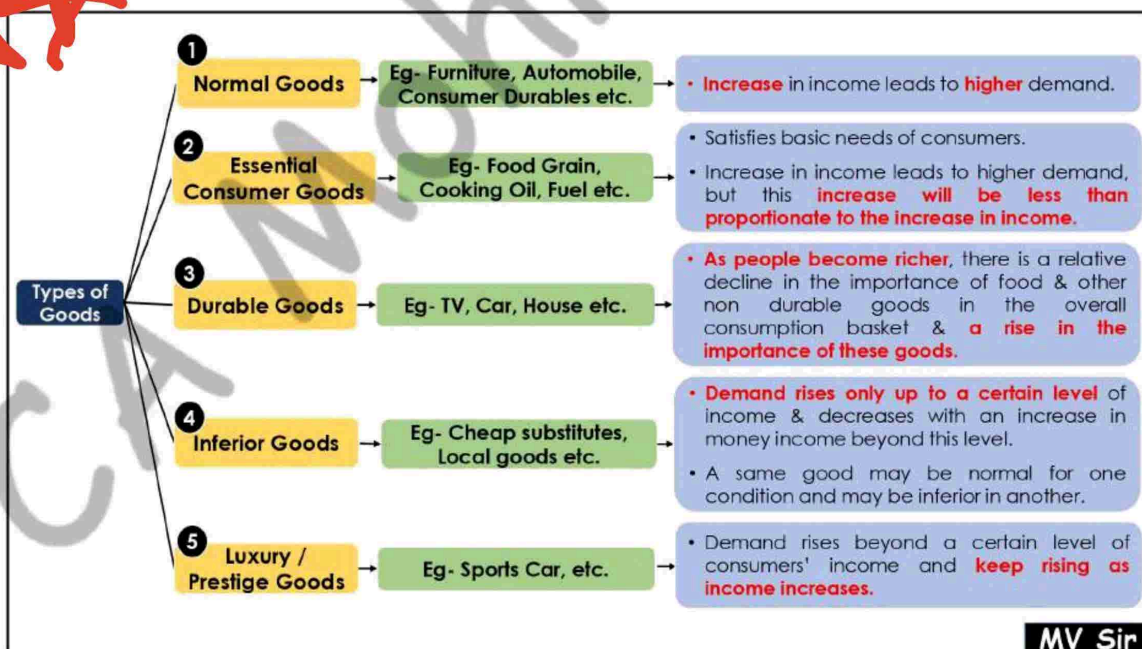 1
Normal Goods
Eg- Furniture, Automobile,
Consumer Durables etc.
• Increase in income leads to higher demand.
2
Essential
Consumer Goods
Eg- Food Grain,
Cooking Oil, Fuel etc.
• Satisfies basic needs of consumers.
• Increase in income leads to higher demand,
but this increase will be less than
proportionate to the increase in income.
Types of
Goods
3
Durable Goods
Eg- TV, Car, House etc.
• As people become richer, there is a relative
decline in the importance of food & other
non durable goods in the overall
consumption basket & a rise in the
importance of these goods.
4
Inferior Goods
Eg- Cheap substitutes,
Local goods etc.
• Demand rises only up to a certain level of
income & decreases with an increase in
money income beyond this level.
• A same good may be normal for one
condition and may be inferior in another.
5
Luxury /
Prestige Goods
Eg- Sports Car, etc.
• Demand rises beyond a certain level of
consumers' income and keep rising as
income increases.
CA
MV Sir